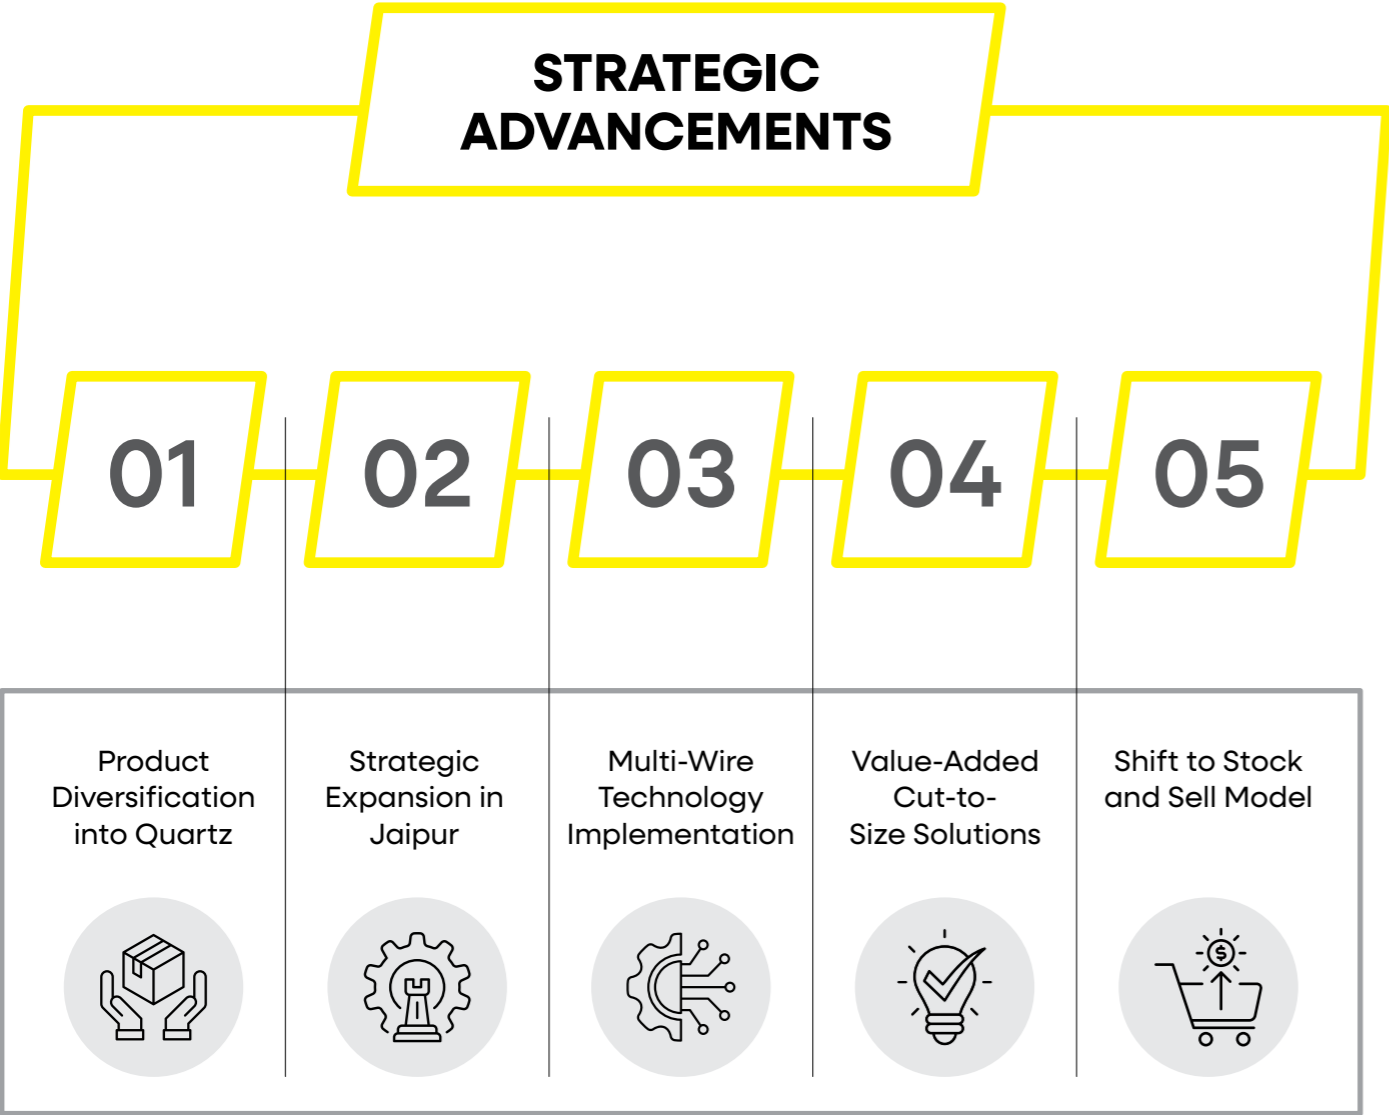 STRATEGIC
ADVANCEMENTS
01
02
03
04
05
Product
Diversification
into Quartz
Strategic
Expansion in
Jaipur
Multi-Wire
Technology
Implementation
Value-Added
Cut-to-
Size Solutions
Shift to Stock
and Sell Model
$